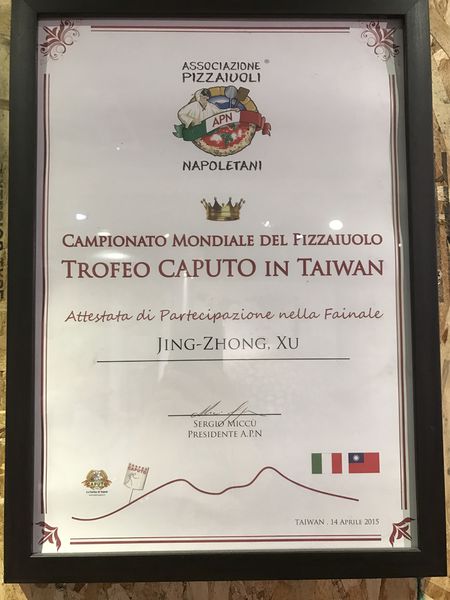 ASSOCIAZIONE
PIZZAIUOLI
APN
NAPOLETANI
CAMPIONATO MONDIALE DEL FIZZAIUOLO
TROFEO CAPUTO IN TAIWAN
Attestata di Partecipazione nella Fainale
JING-ZHONG, XU
SERGIO MICCÙ
PRESIDENTE A.P.N
TAIWAN . 14 APRILE 2015